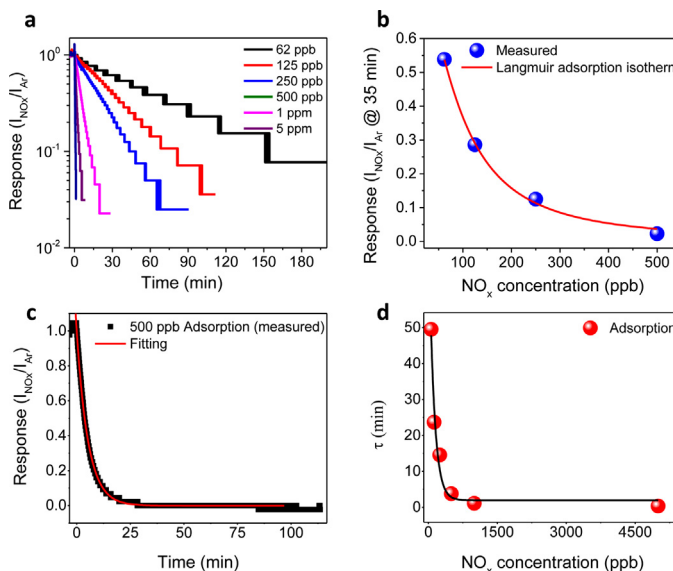 a
Response (I_NOx/I_Ar)
10^0
10^-1
10^-2
62 ppb
125 ppb
250 ppb
500 ppb
1 ppm
5 ppm
0 30 60 90 120 150 180
Time (min)
b
Response (I_NOx/I_Ar @ 35 min)
0.6
0.5
0.4
0.3
0.2
0.1
0.0
Measured
Langmuir adsorption isotherm
100 200 300 400 500
NO_x concentration (ppb)
c
Response (I_NOx/I_Ar)
1.0
0.8
0.6
0.4
0.2
0.0
500 ppb Adsorption (measured)
Fitting
0 25 50 75 100
Time (min)
d
τ (min)
50
40
30
20
10
0
Adsorption
0 1500 3000 4500
NO_x concentration (ppb)